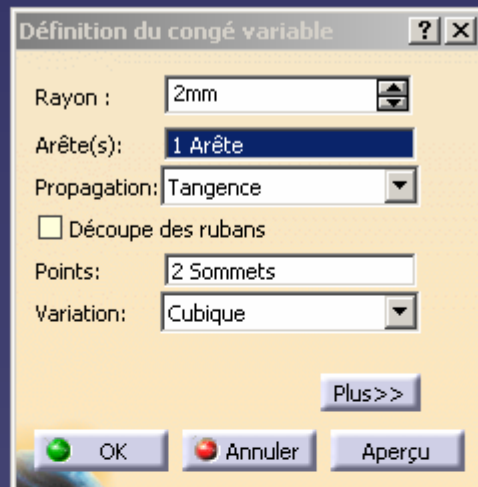 Définition du congé variable ? X
Rayon : 2mm
Arête(s): 1 Arête
Propagation: Tangence
Découpe des rubans
Points: 2 Sommets
Variation: Cubique
Plus>>
OK Annuler Aperçu